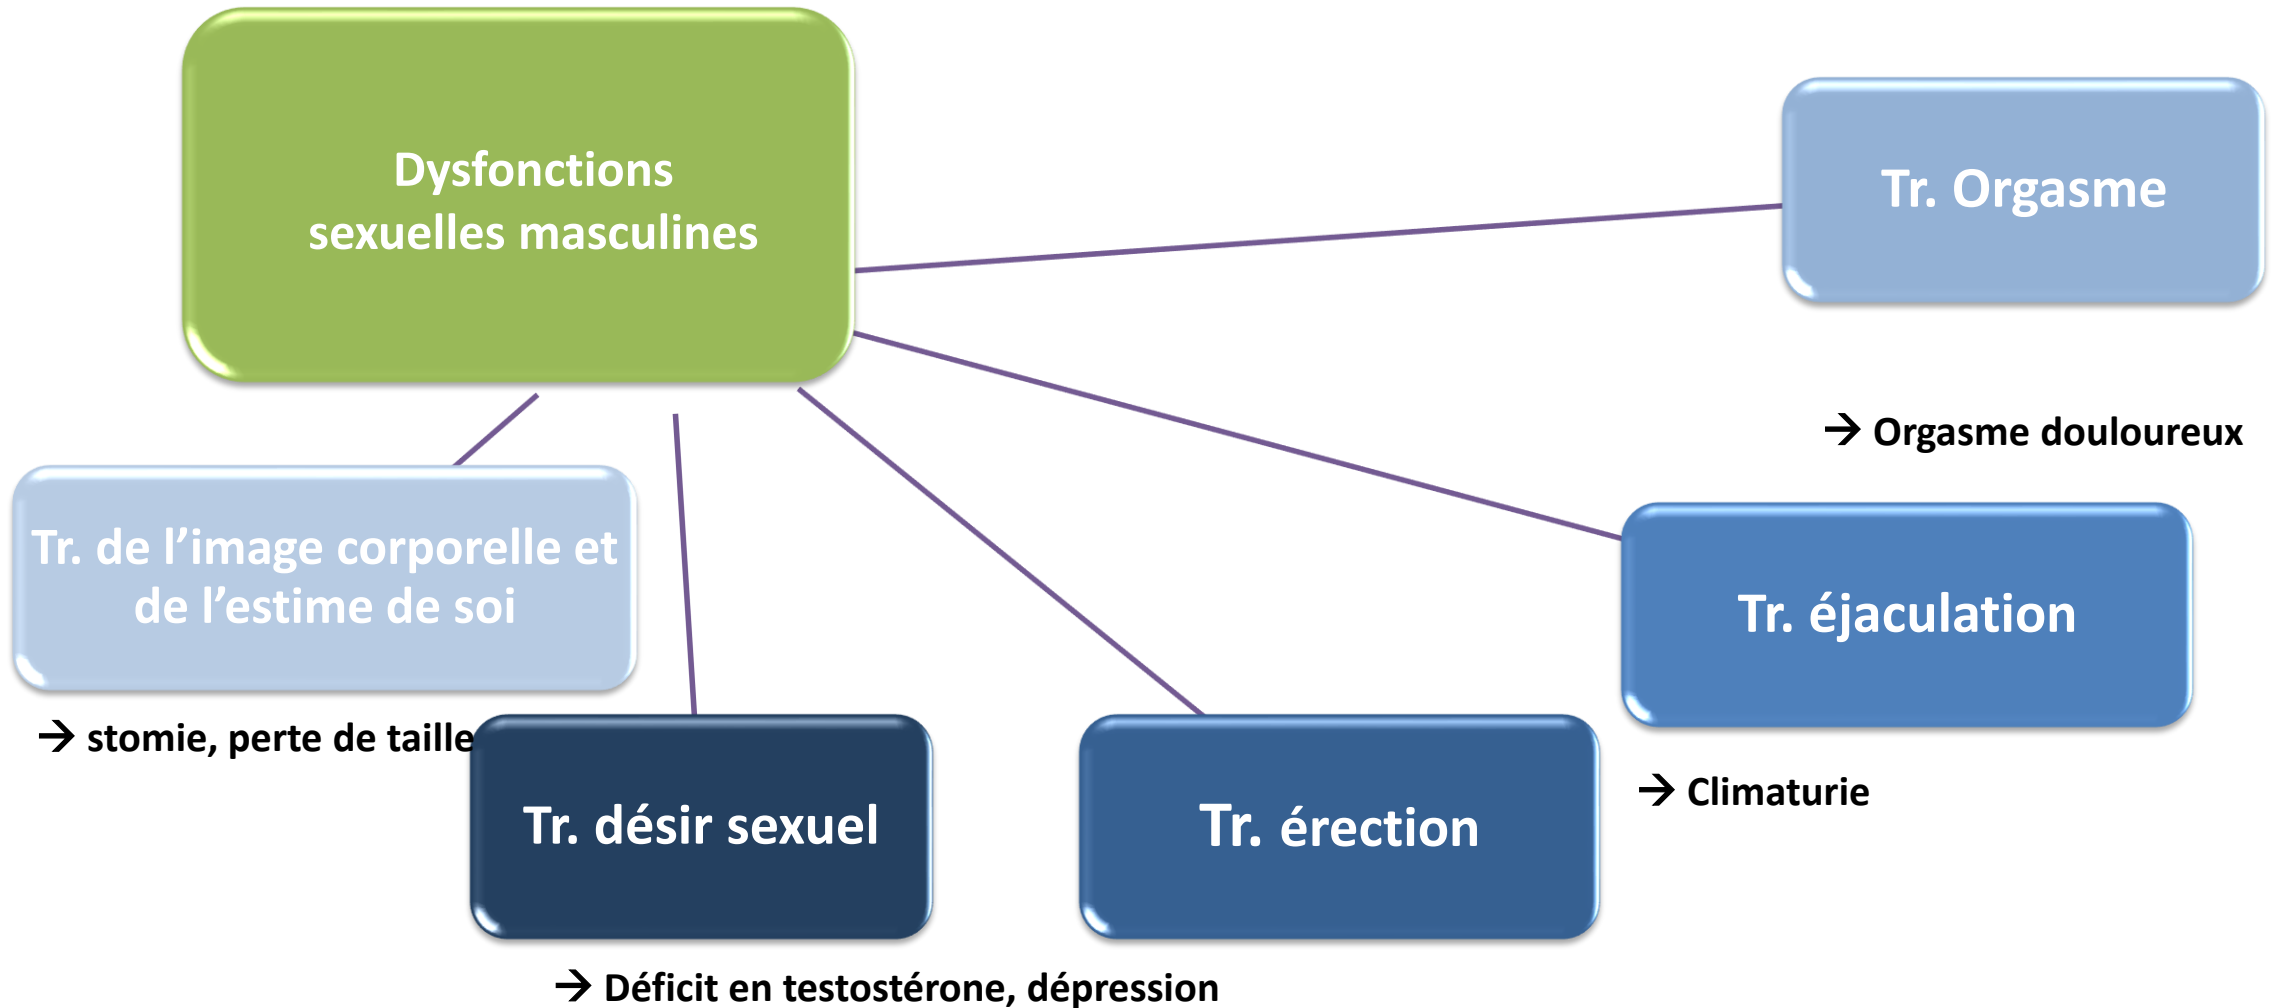 Dysfonctions
sexuelles masculines
Tr. Orgasme
→ Orgasme douloureux
Tr. de l’image corporelle et
de l’estime de soi
→ stomie, perte de taille
Tr. éjaculation
→ Climaturie
Tr. désir sexuel
Tr. érection
→ Déficit en testostérone, dépression